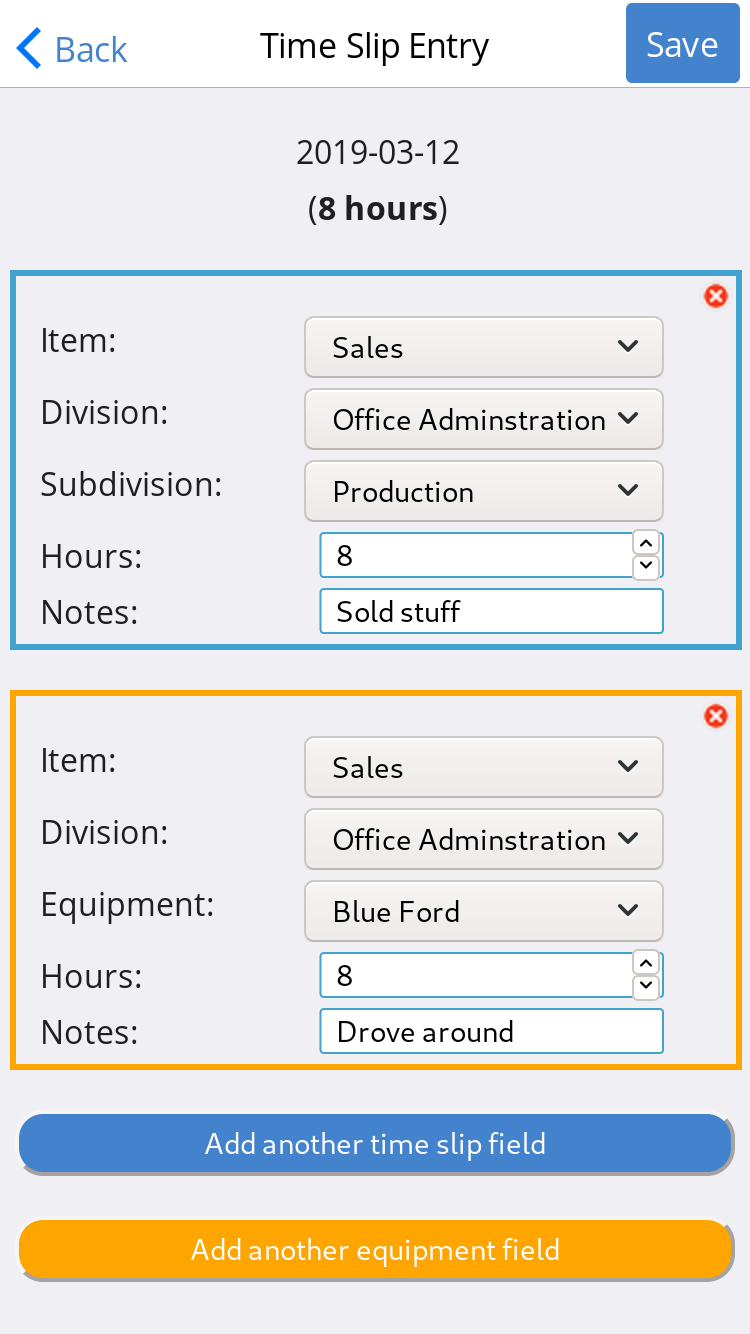 Back Time Slip Entry Save
2019-03-12
(8 hours)
Item: Sales
Division: Office Adminstration
Subdivision: Production
Hours: 8
Notes: Sold stuff
Item: Sales
Division: Office Adminstration
Equipment: Blue Ford
Hours: 8
Notes: Drove around
Add another time slip field
Add another equipment field